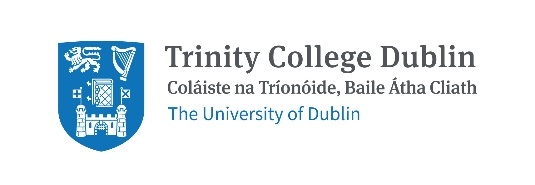 Trinity College Dublin
Coláiste na Tríonóide, Baile Átha Cliath
The University of Dublin